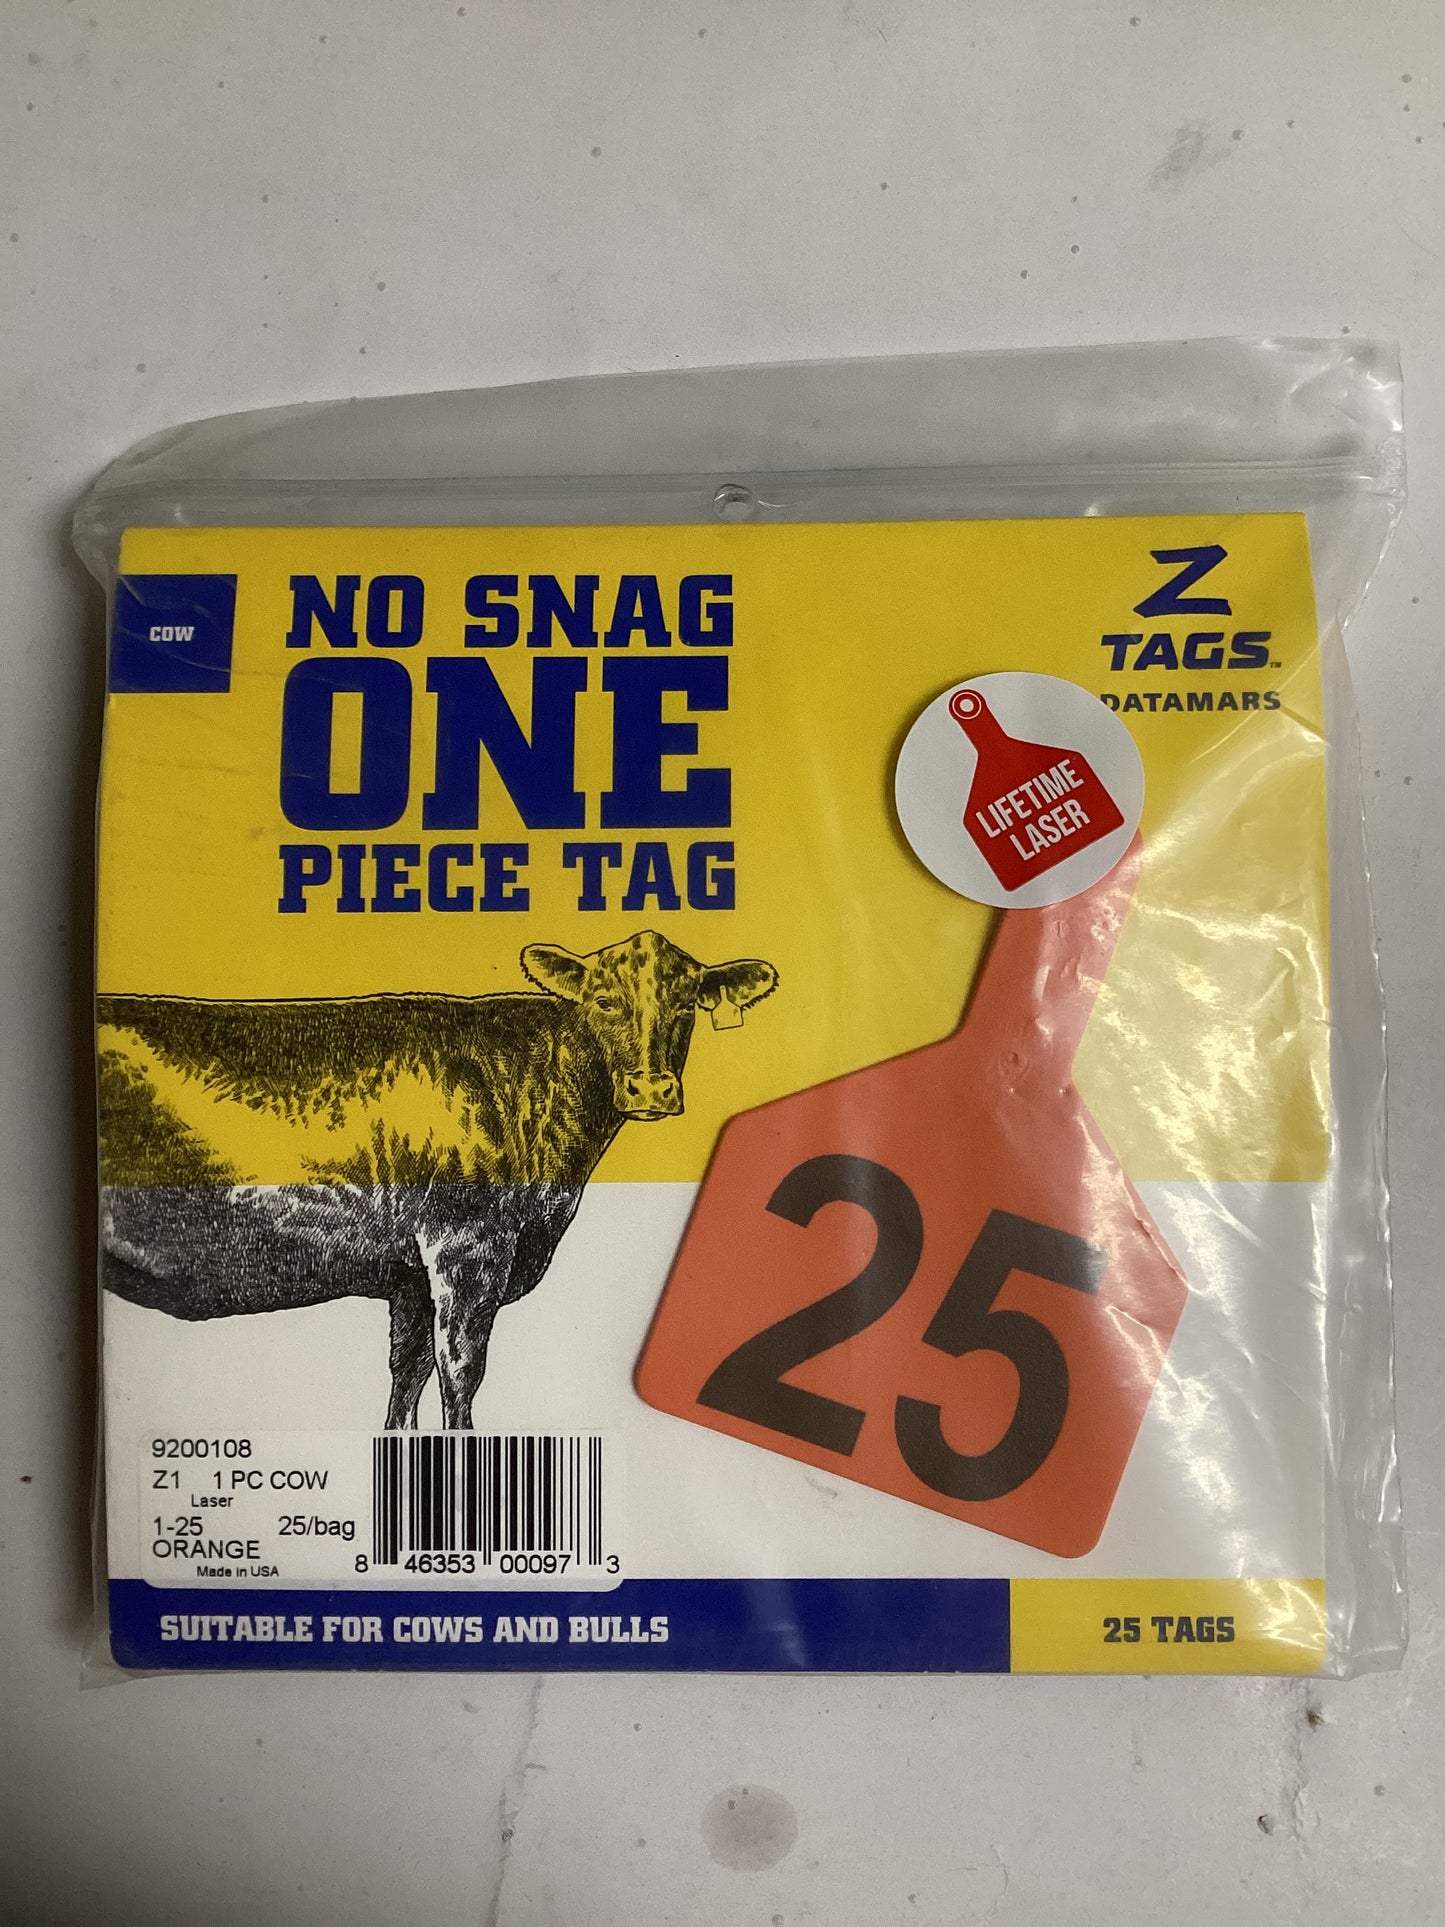 COW
NO SNAG
ONE
PIECE TAG
Z
TAGS™
DATAMARS
LIFETIME
LASER
25
9200108
Z1 1 PC COW
Laser
1-25 25/bag
ORANGE
Made in USA
8 46353 00097 3
SUITABLE FOR COWS AND BULLS
25 TAGS